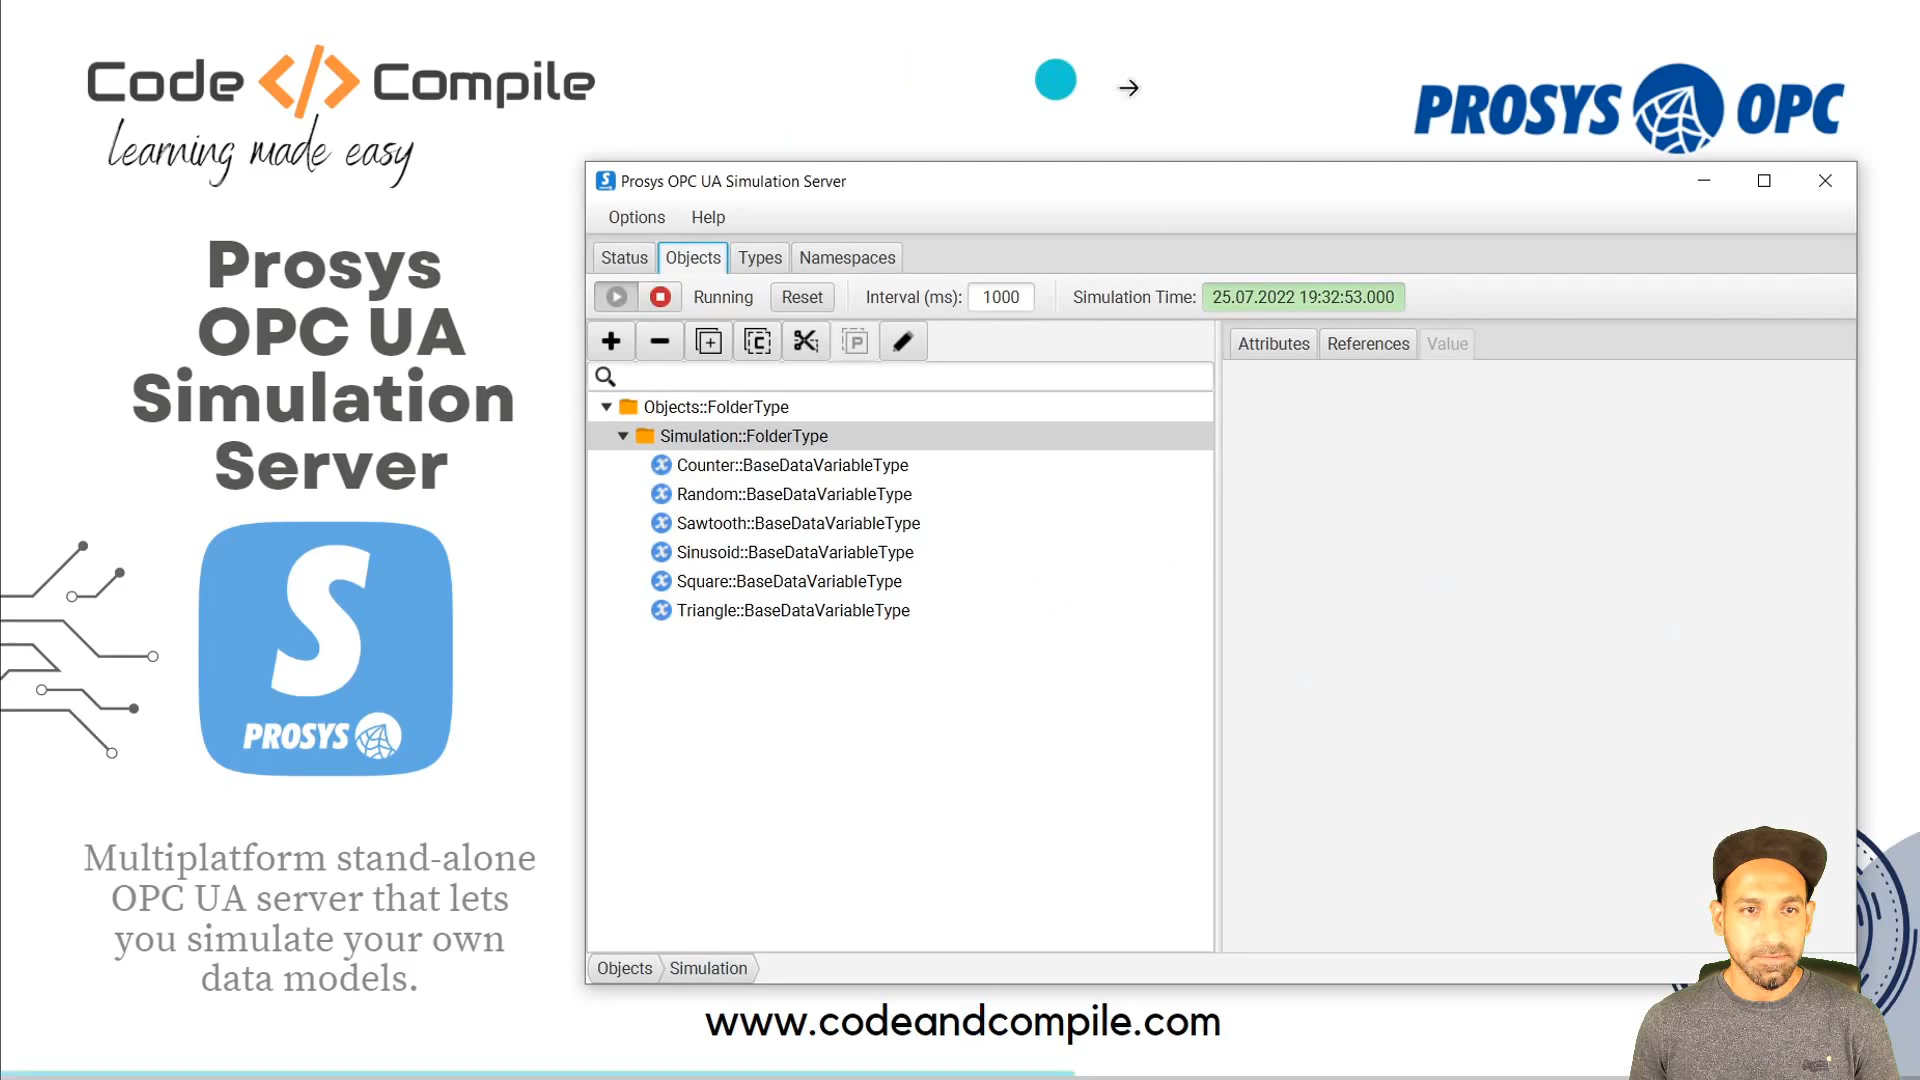 Code </> Compile
learning made easy
PROSYS OPC
Prosys
OPC UA
Simulation
Server
S
PROSYS
Multiplatform stand-alone
OPC UA server that lets
you simulate your own
data models.
Prosys OPC UA Simulation Server
Options Help
Status Objects Types Namespaces
Running Reset Interval (ms): 1000 Simulation Time: 25.07.2022 19:32:53.000
Attributes References Value
Objects::FolderType
Simulation::FolderType
Counter::BaseDataVariableType
Random::BaseDataVariableType
Sawtooth::BaseDataVariableType
Sinusoid::BaseDataVariableType
Square::BaseDataVariableType
Triangle::BaseDataVariableType
Objects Simulation
www.codeandcompile.com